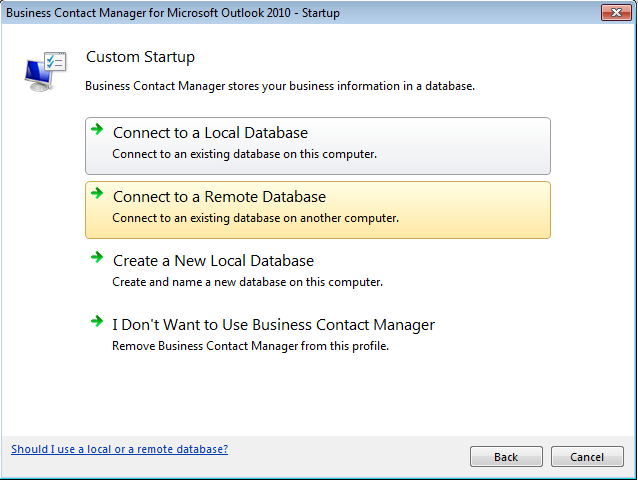 Business Contact Manager for Microsoft Outlook 2010 - Startup
Custom Startup
Business Contact Manager stores your business information in a database.
Connect to a Local Database
Connect to an existing database on this computer.
Connect to a Remote Database
Connect to an existing database on another computer.
Create a New Local Database
Create and name a new database on this computer.
I Don't Want to Use Business Contact Manager
Remove Business Contact Manager from this profile.
Should I use a local or a remote database?
Back
Cancel